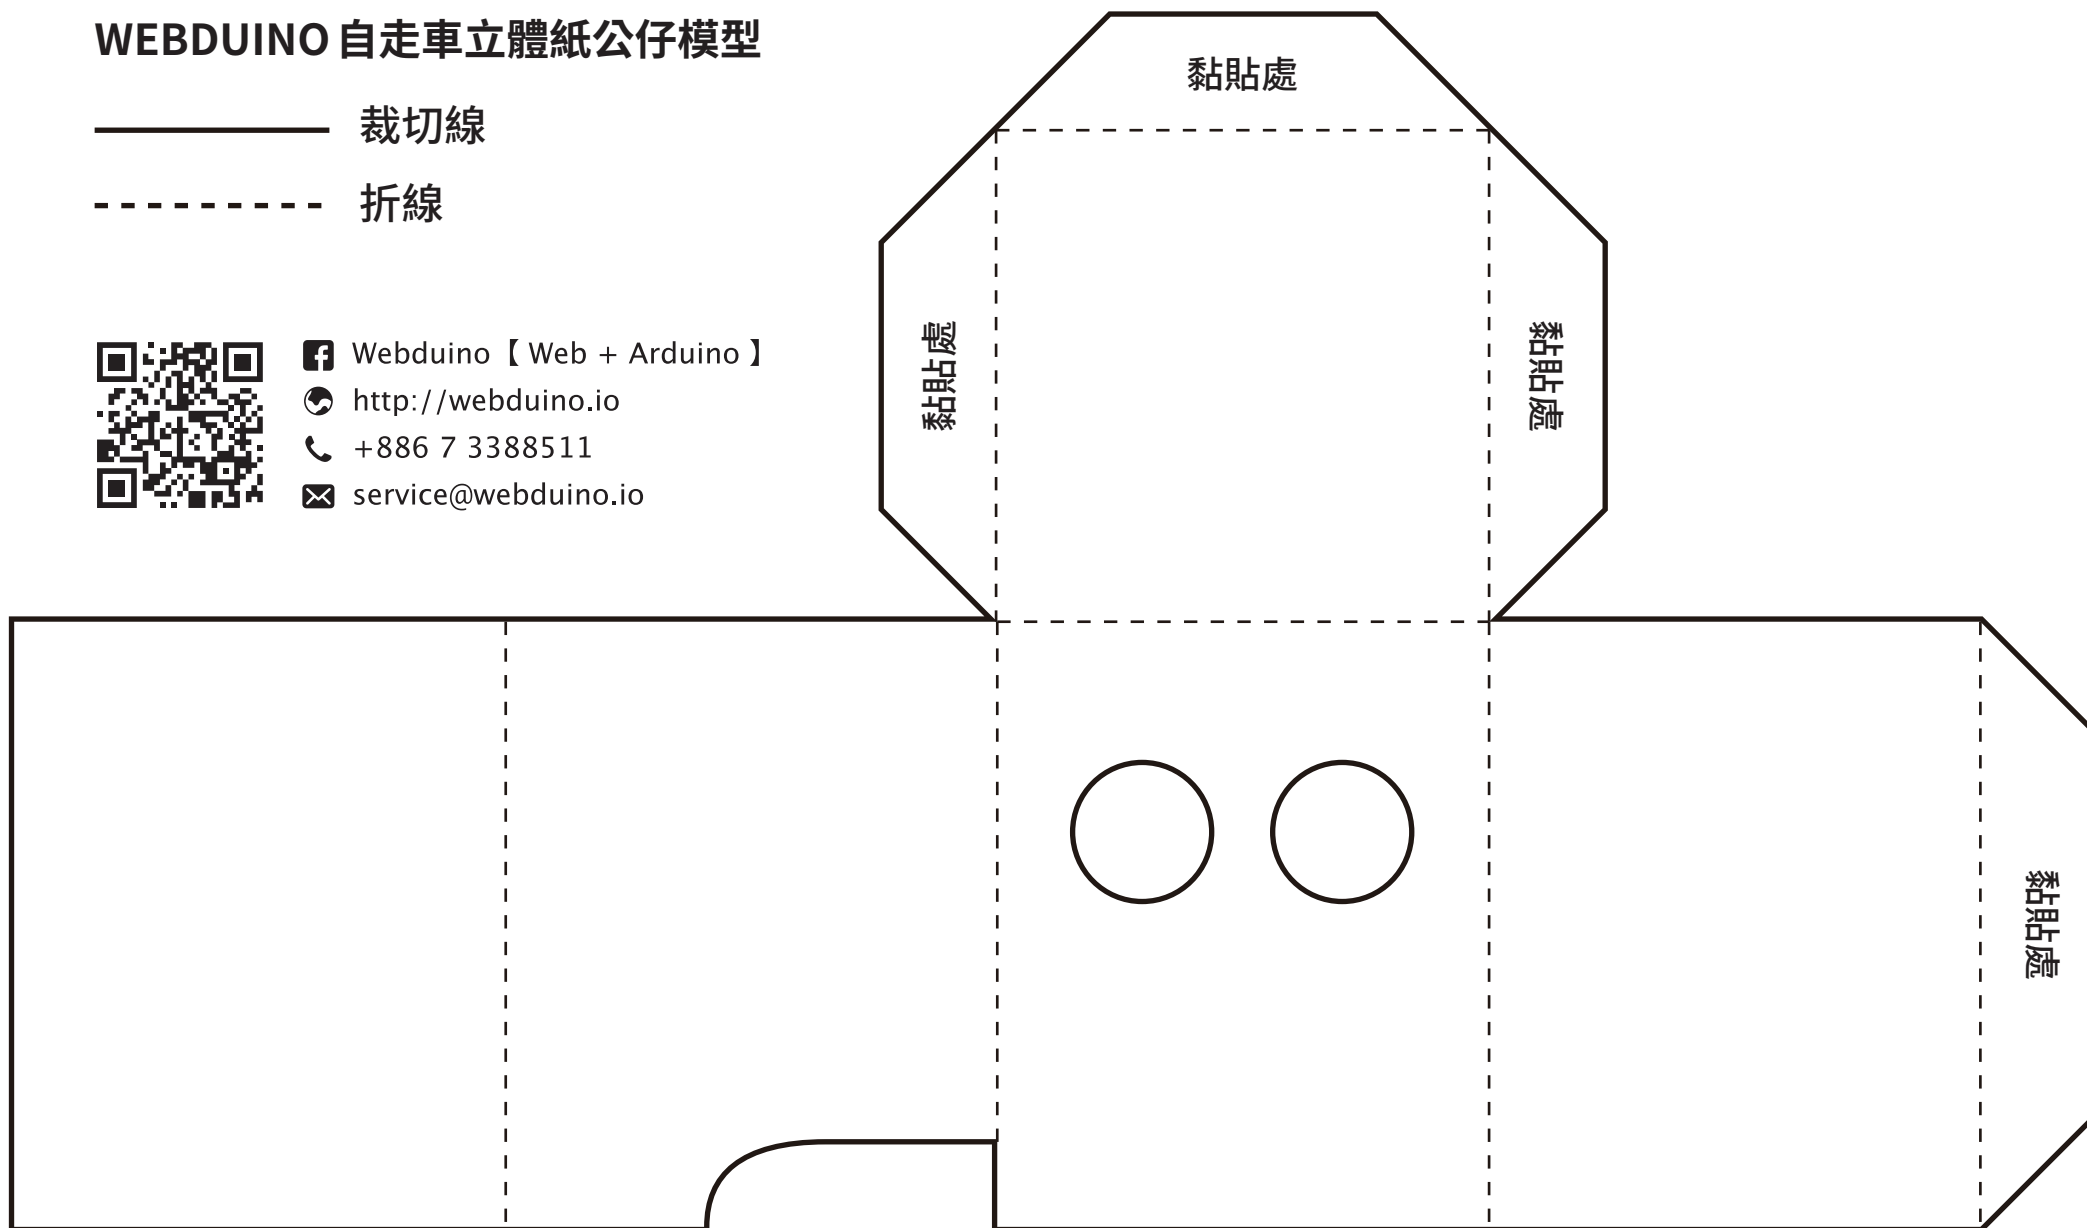 WEBDUINO 自走車立體紙公仔模型
裁切線
折線
Webduino【 Web + Arduino 】
http://webduino.io
+886 7 3388511
service@webduino.io
黏貼處
黏貼處
黏貼處
黏貼處